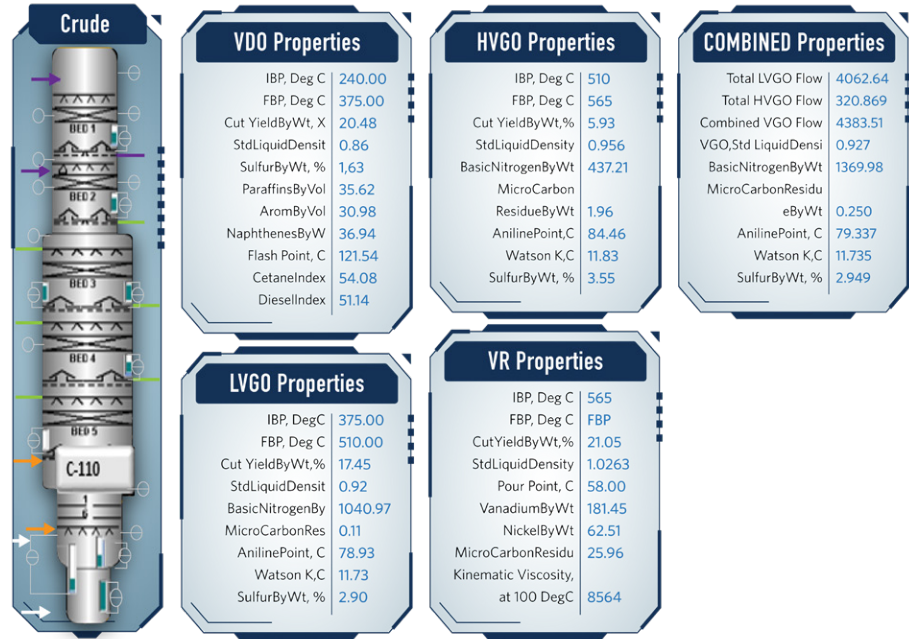 Crude
BED 1
BED 2
BED 3
BED 4
BED 5
C-110
VDO Properties
IBP, Deg C 240.00
FBP, Deg C 375.00
Cut YieldByWt, X 20.48
StdLiquidDensit 0.86
SulfurByWt, % 1,63
ParaffinsByVol 35.62
AromByVol 30.98
NaphthenesByW 36.94
Flash Point, C 121.54
CetaneIndex 54.08
DieselIndex 51.14
HVGO Properties
IBP, Deg C 510
FBP, Deg C 565
Cut YieldByWt,% 5.93
StdLiquidDensity 0.956
BasicNitrogenByWt 437.21
MicroCarbon
ResidueByWt 1.96
AnilinePoint,C 84.46
Watson K,C 11.83
SulfurByWt, % 3.55
COMBINED Properties
Total LVGO Flow 4062.64
Total HVGO Flow 320.869
Combined VGO Flow 4383.51
VGO,Std LiquidDensi 0.927
BasicNitrogenByWt 1369.98
MicroCarbonResidu
eByWt 0.250
AnilinePoint, C 79.337
Watson K,C 11.735
SulfurByWt, % 2.949
LVGO Properties
IBP, DegC 375.00
FBP, Deg C 510.00
Cut YieldByWt,% 17.45
StdLiquidDensit 0.92
BasicNitrogenBy 1040.97
MicroCarbonRes 0.11
AnilinePoint, C 78.93
Watson K,C 11.73
SulfurByWt, % 2.90
VR Properties
IBP, Deg C 565
FBP, Deg C FBP
CutYieldByWt,% 21.05
StdLiquidDensity 1.0263
Pour Point, C 58.00
VanadiumByWt 181.45
NickelByWt 62.51
MicroCarbonResidu 25.96
Kinematic Viscosity,
at 100 DegC 8564